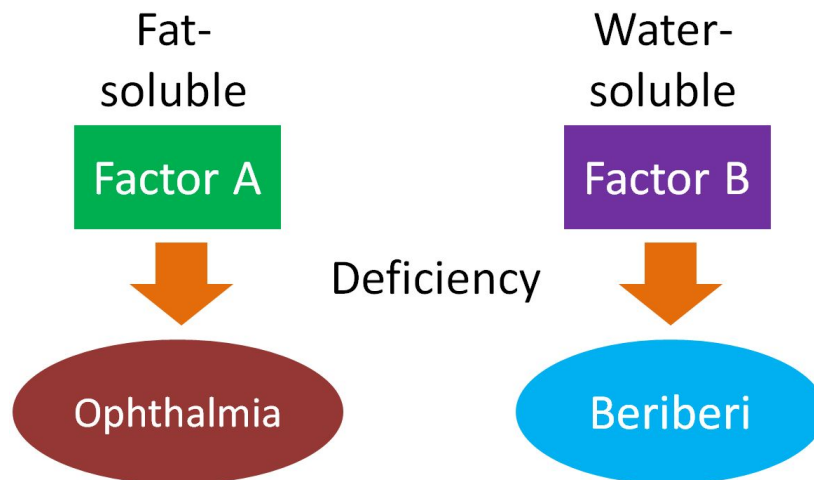 Fat-
soluble
Factor A
Water-
soluble
Factor B
Deficiency
Ophthalmia
Beriberi